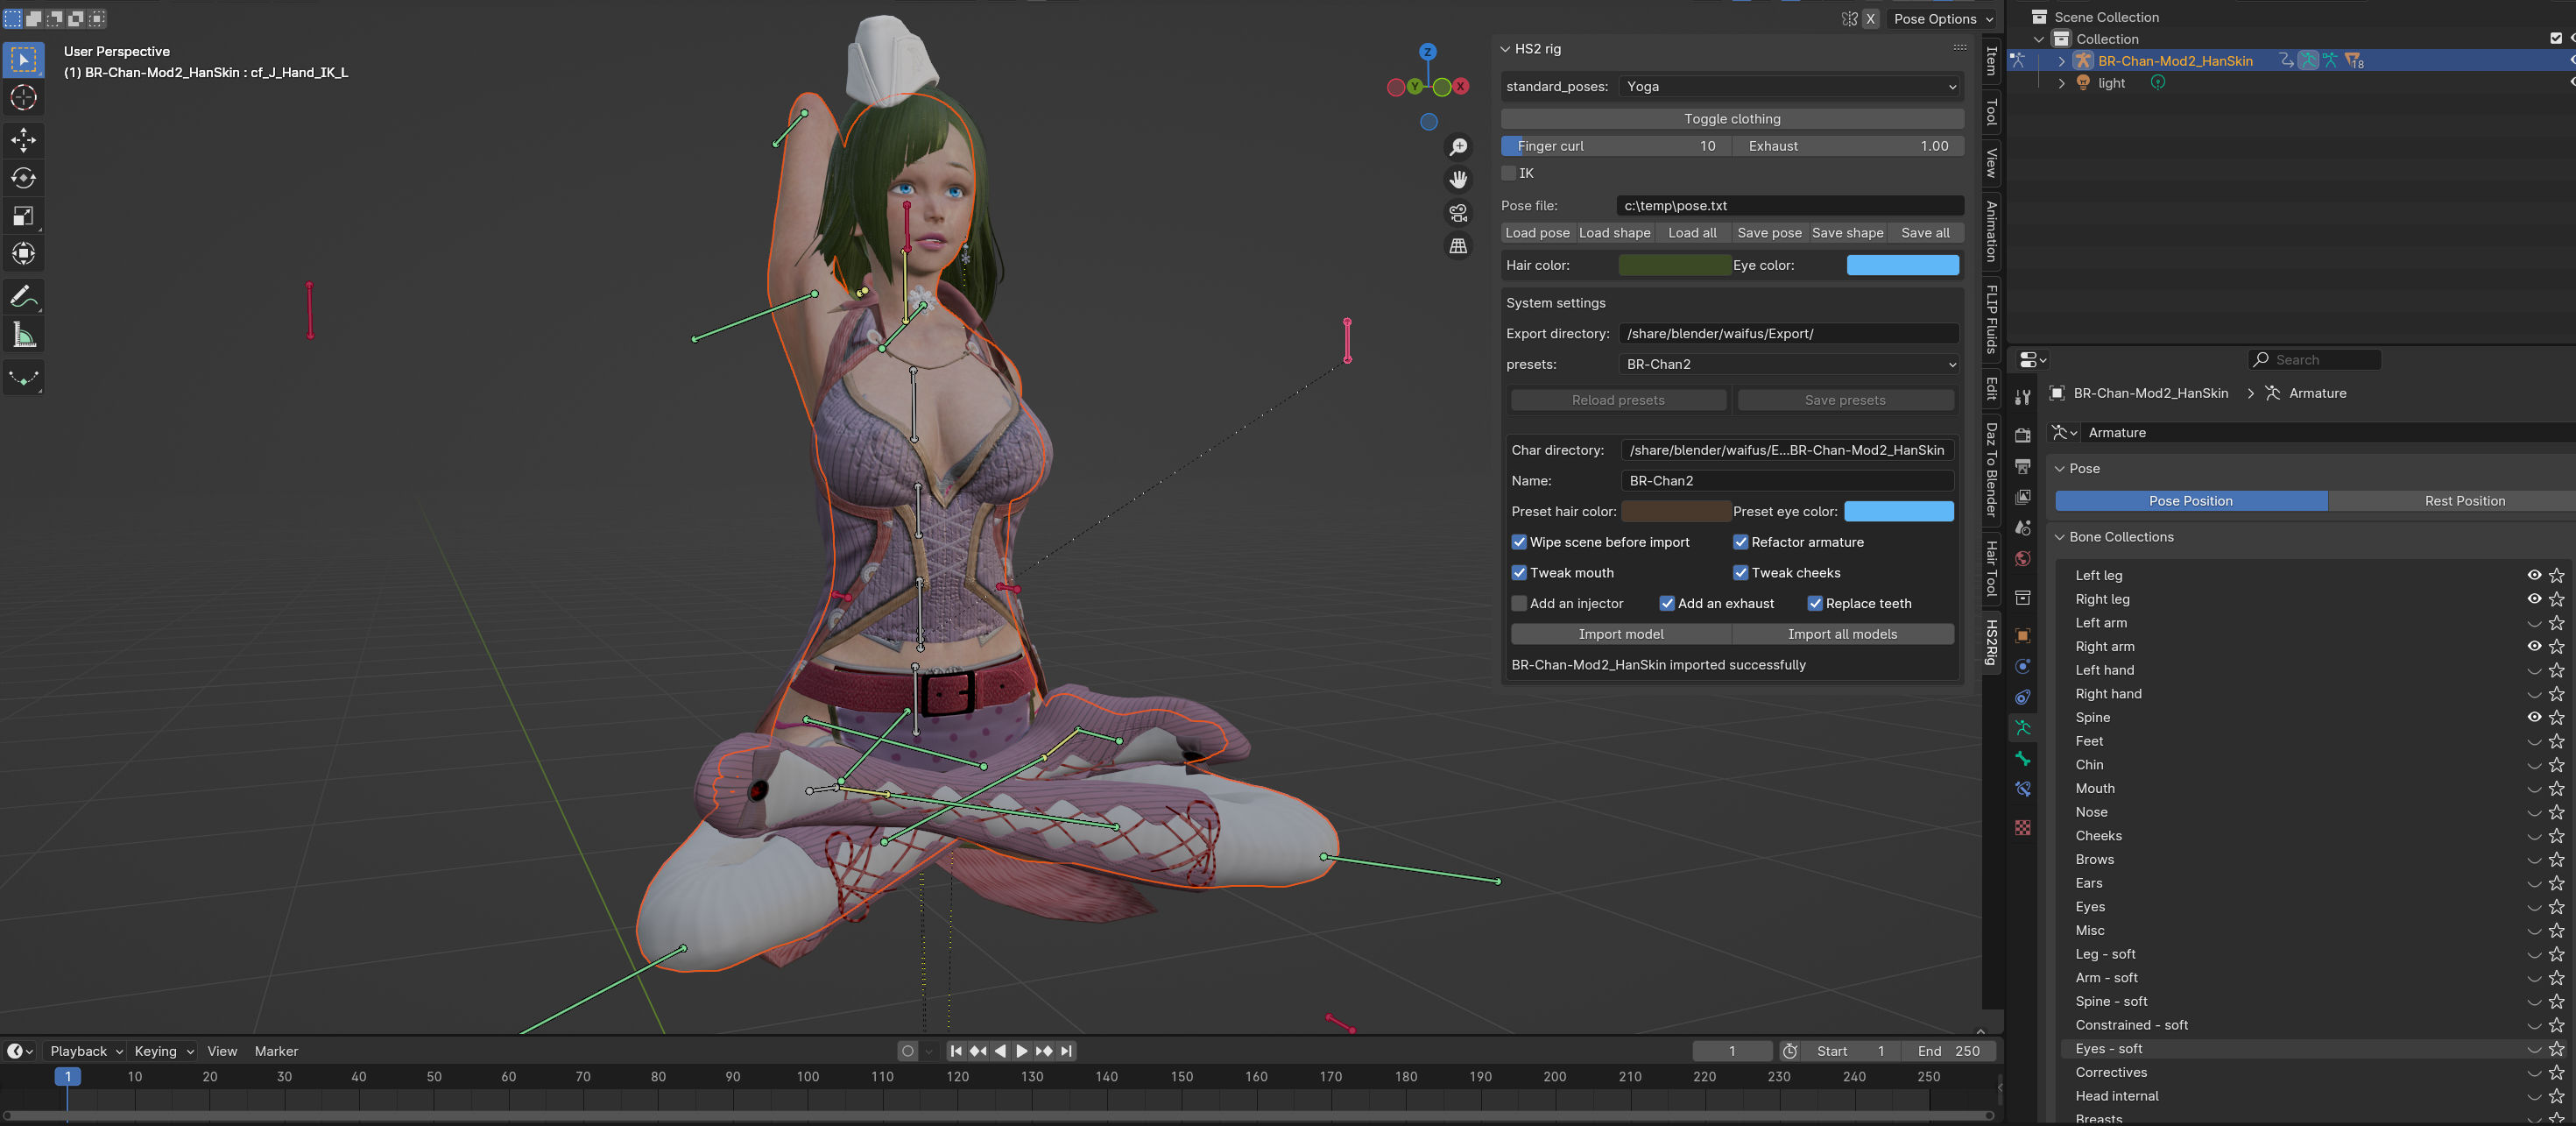 X Pose Options
User Perspective
(1) BR-Chan-Mod2_HanSkin : cf_J_Hand_IK_L
Z
Y
X
HS2 rig
standard_poses: Yoga
Toggle clothing
Finger curl 10 Exhaust 1.00
IK
Pose file: c:\temp\pose.txt
Load pose Load shape Load all Save pose Save shape Save all
Hair color: Eye color:
System settings
Export directory: /share/blender/waifus/Export/
presets: BR-Chan2
Reload presets Save presets
Char directory: /share/blender/waifus/E...BR-Chan-Mod2_HanSkin
Name: BR-Chan2
Preset hair color: Preset eye color:
Wipe scene before import Refactor armature
Tweak mouth Tweak cheeks
Add an injector Add an exhaust Replace teeth
Import model Import all models
BR-Chan-Mod2_HanSkin imported successfully
Item
Tool
View
Animation
FLIP Fluids
Edit
Daz To Blender
Hair Tool
HS2Rig
Scene Collection
Collection
BR-Chan-Mod2_HanSkin 18
light
Search
BR-Chan-Mod2_HanSkin > Armature
Armature
Pose
Pose Position Rest Position
Bone Collections
Left leg
Right leg
Left arm
Right arm
Left hand
Right hand
Spine
Feet
Chin
Mouth
Nose
Cheeks
Brows
Ears
Eyes
Misc
Leg - soft
Arm - soft
Spine - soft
Constrained - soft
Eyes - soft
Correctives
Head internal
Breasts
Playback Keying View Marker 1 Start 1 End 250
1 10 20 30 40 50 60 70 80 90 100 110 120 130 140 150 160 170 180 190 200 210 220 230 240 250